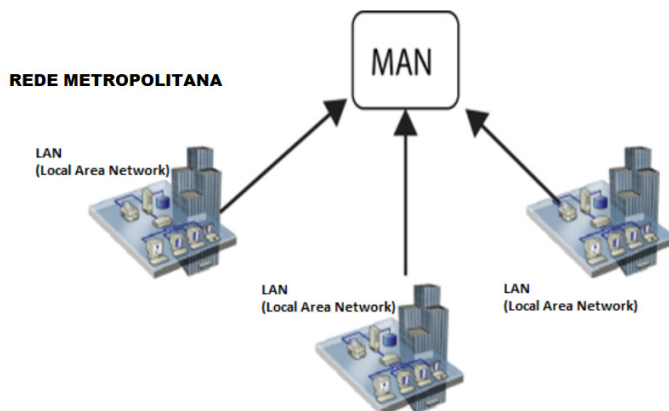 MAN
REDE METROPOLITANA
LAN
(Local Area Network)
LAN
(Local Area Network)
LAN
(Local Area Network)